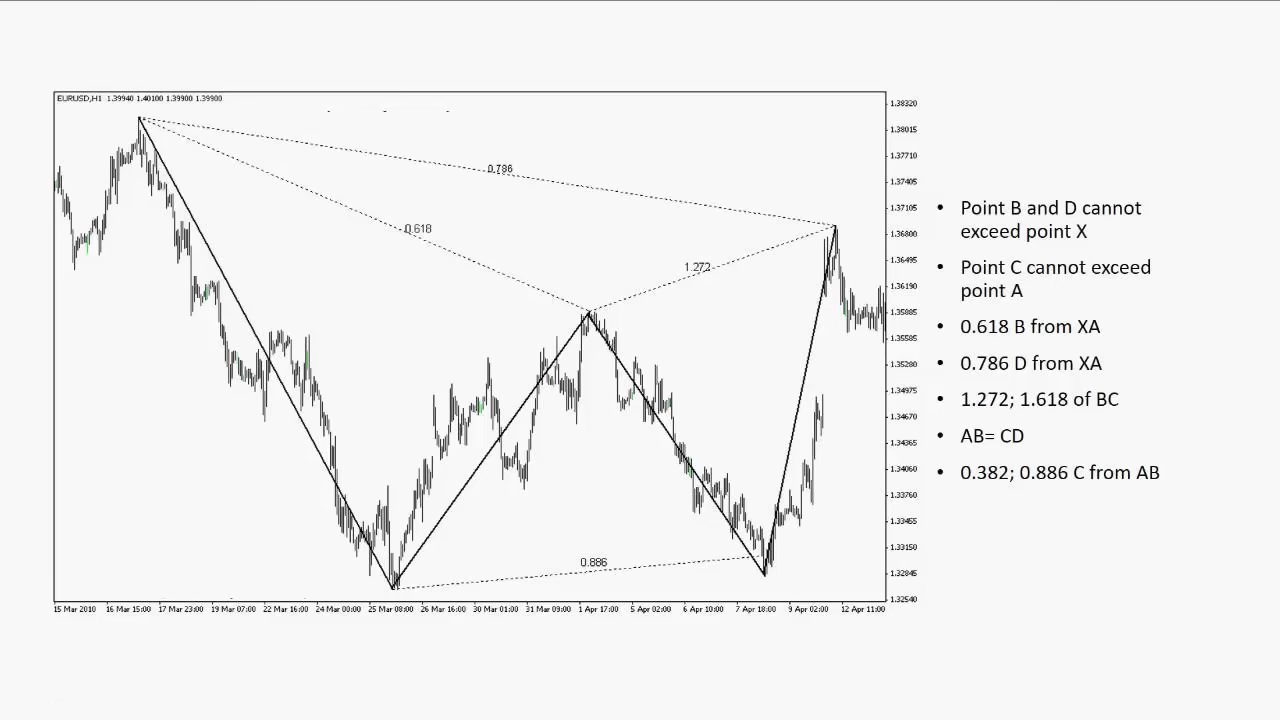 EURUSD,H1 1.39940 1.40100 1.39900 1.39900
0.786
0.618
1.272
0.886
1.38320
1.38015
1.37710
1.37405
1.37105
1.36800
1.36495
1.36190
1.35885
1.35585
1.35280
1.34975
1.34670
1.34365
1.34060
1.33760
1.33455
1.33150
1.32845
1.32540
15 Mar 2010 16 Mar 15:00 17 Mar 23:00 19 Mar 07:00 22 Mar 16:00 24 Mar 00:00 25 Mar 08:00 26 Mar 16:00 30 Mar 01:00 31 Mar 09:00 1 Apr 17:00 5 Apr 02:00 6 Apr 10:00 7 Apr 18:00 9 Apr 02:00 12 Apr 11:00
• Point B and D cannot
exceed point X
• Point C cannot exceed
point A
• 0.618 B from XA
• 0.786 D from XA
• 1.272; 1.618 of BC
• AB= CD
• 0.382; 0.886 C from AB